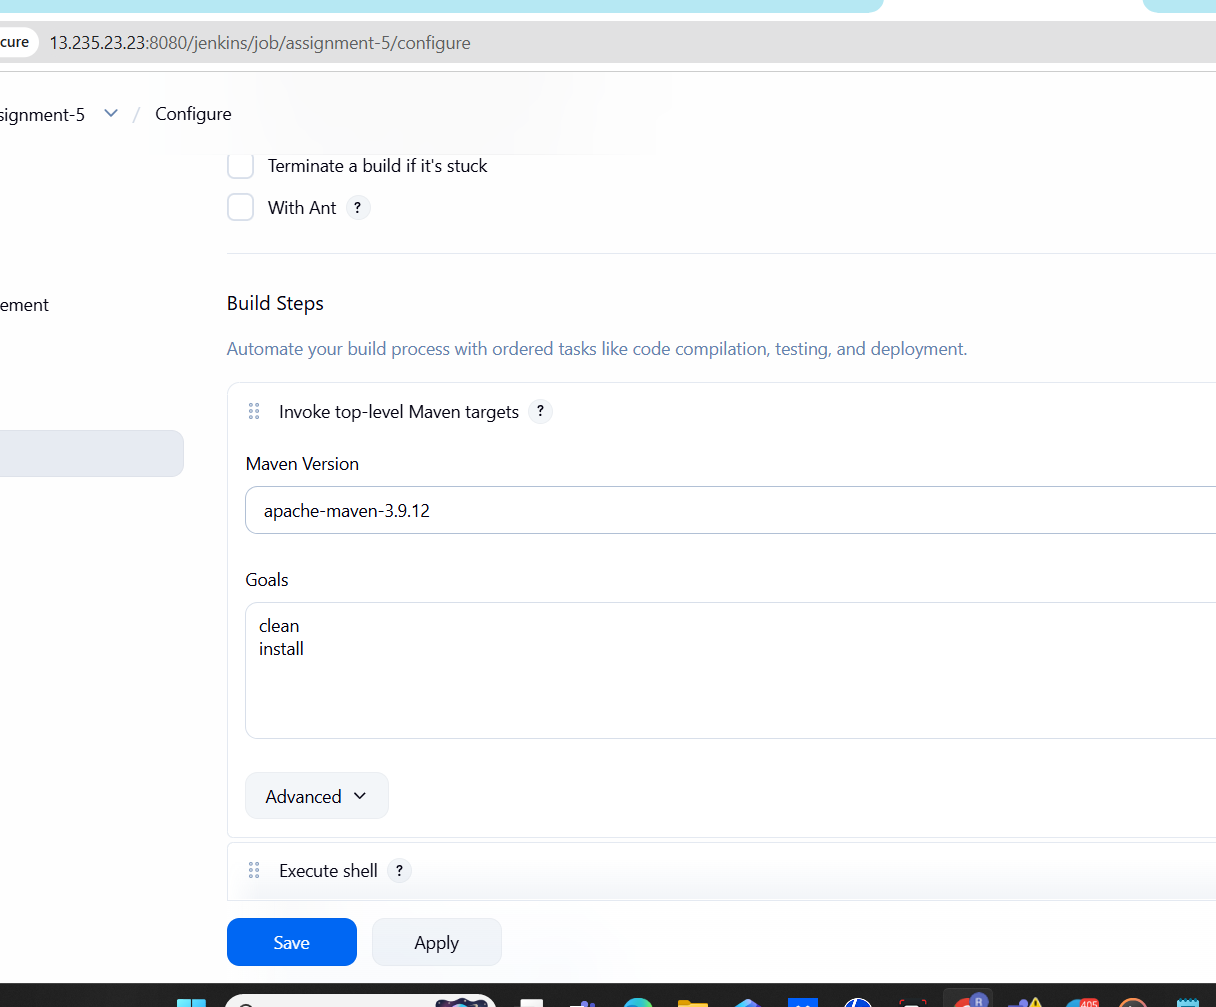 cure 13.235.23.23:8080/jenkins/job/assignment-5/configure
signment-5 / Configure
Terminate a build if it's stuck
With Ant ?
ement
Build Steps
Automate your build process with ordered tasks like code compilation, testing, and deployment.
Invoke top-level Maven targets ?
Maven Version
apache-maven-3.9.12
Goals
clean
install
Advanced
Execute shell ?
Save Apply
R 405